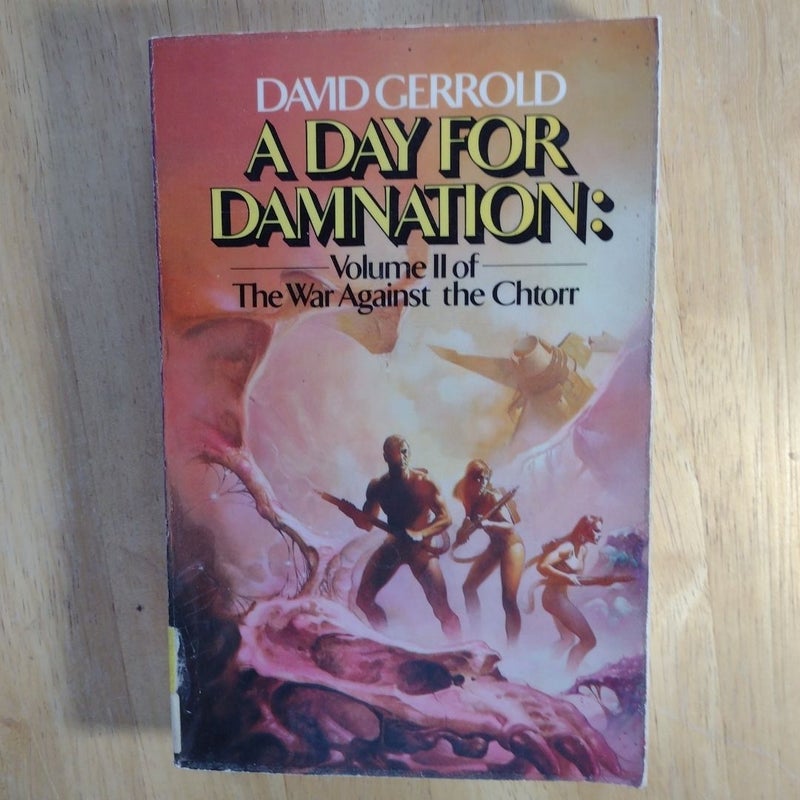 DAVID GERROLD
A DAY FOR
DAMNATION:
Volume II of
The War Against the Chtorr